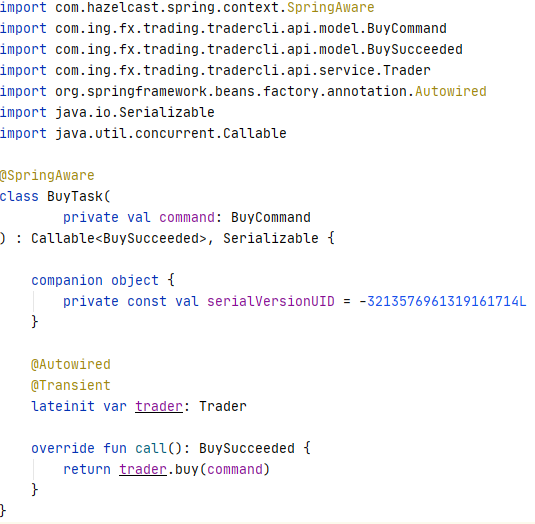 import com.hazelcast.spring.context.SpringAware
import com.ing.fx.trading.tradercli.api.model.BuyCommand
import com.ing.fx.trading.tradercli.api.model.BuySucceeded
import com.ing.fx.trading.tradercli.api.service.Trader
import org.springframework.beans.factory.annotation.Autowired
import java.io.Serializable
import java.util.concurrent.Callable

@SpringAware
class BuyTask(
        private val command: BuyCommand
) : Callable<BuySucceeded>, Serializable {

    companion object {
        private const val serialVersionUID = -3213576961319161714L
    }

    @Autowired
    @Transient
    lateinit var trader: Trader

    override fun call(): BuySucceeded {
        return trader.buy(command)
    }
}